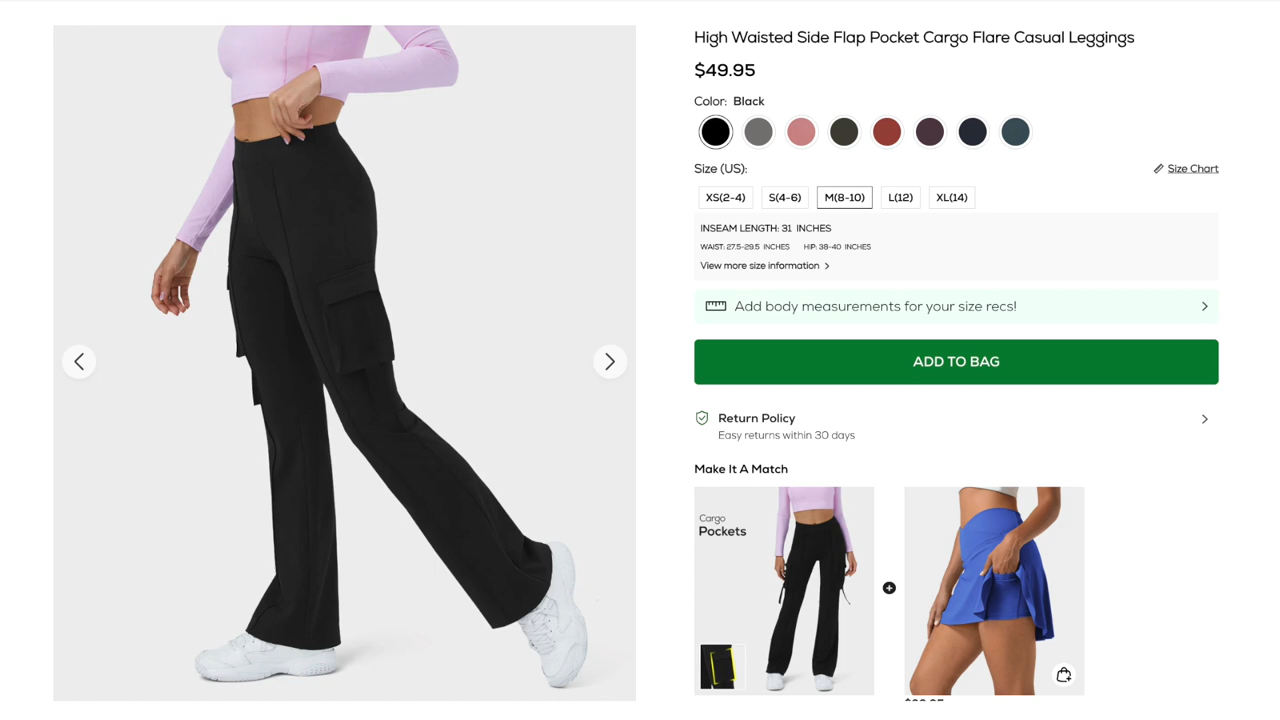 High Waisted Side Flap Pocket Cargo Flare Casual Leggings
$49.95
Color: Black
Size (US):
Size Chart
XS(2-4) S(4-6) M(8-10) L(12) XL(14)
INSEAM LENGTH: 31 INCHES
WAIST: 27.5-29.5 INCHES HIP: 38-40 INCHES
View more size information
Add body measurements for your size recs!
ADD TO BAG
Return Policy
Easy returns within 30 days
Make It A Match
Cargo
Pockets